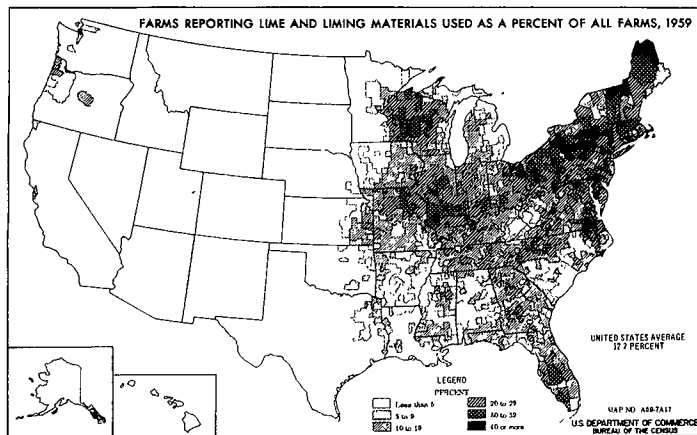 FARMS REPORTING LIME AND LIMING MATERIALS USED AS A PERCENT OF ALL FARMS, 1959
UNITED STATES AVERAGE
PERCENT
LEGEND
PERCENT
Less than 5
5 to 9
10 to 19
20 to 29
30 to 39
40 or more
MAP NO.
U.S. DEPARTMENT OF COMMERCE
BUREAU OF THE CENSUS